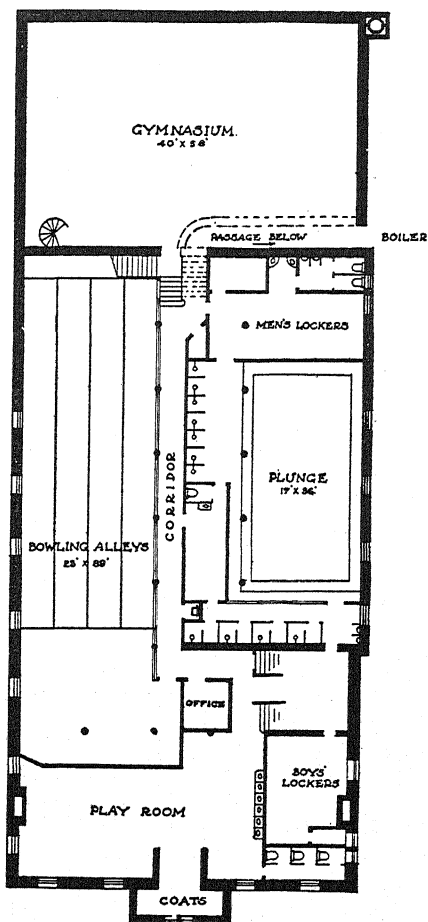 GYMNASIUM.
40' X 58'
PASSAGE BELOW
BOILER
MEN'S LOCKERS
CORRIDOR
PLUNGE
17' X 36'
BOWLING ALLEYS
23' X 89'
OFFICE
BOYS'
LOCKERS
PLAY ROOM
COATS